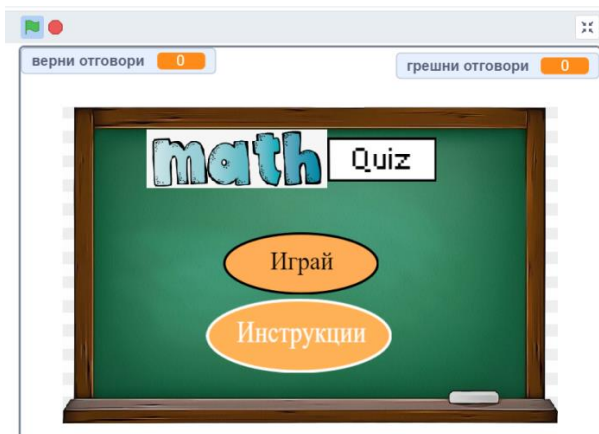 верни отговори 0
грешни отговори 0
math Quiz
Играй
Инструкции